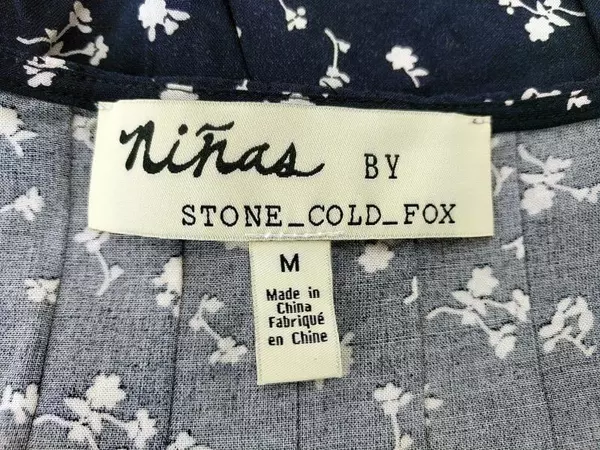 niñas BY
STONE_COLD_FOX
M
Made in
China
Fabriqué
en Chine